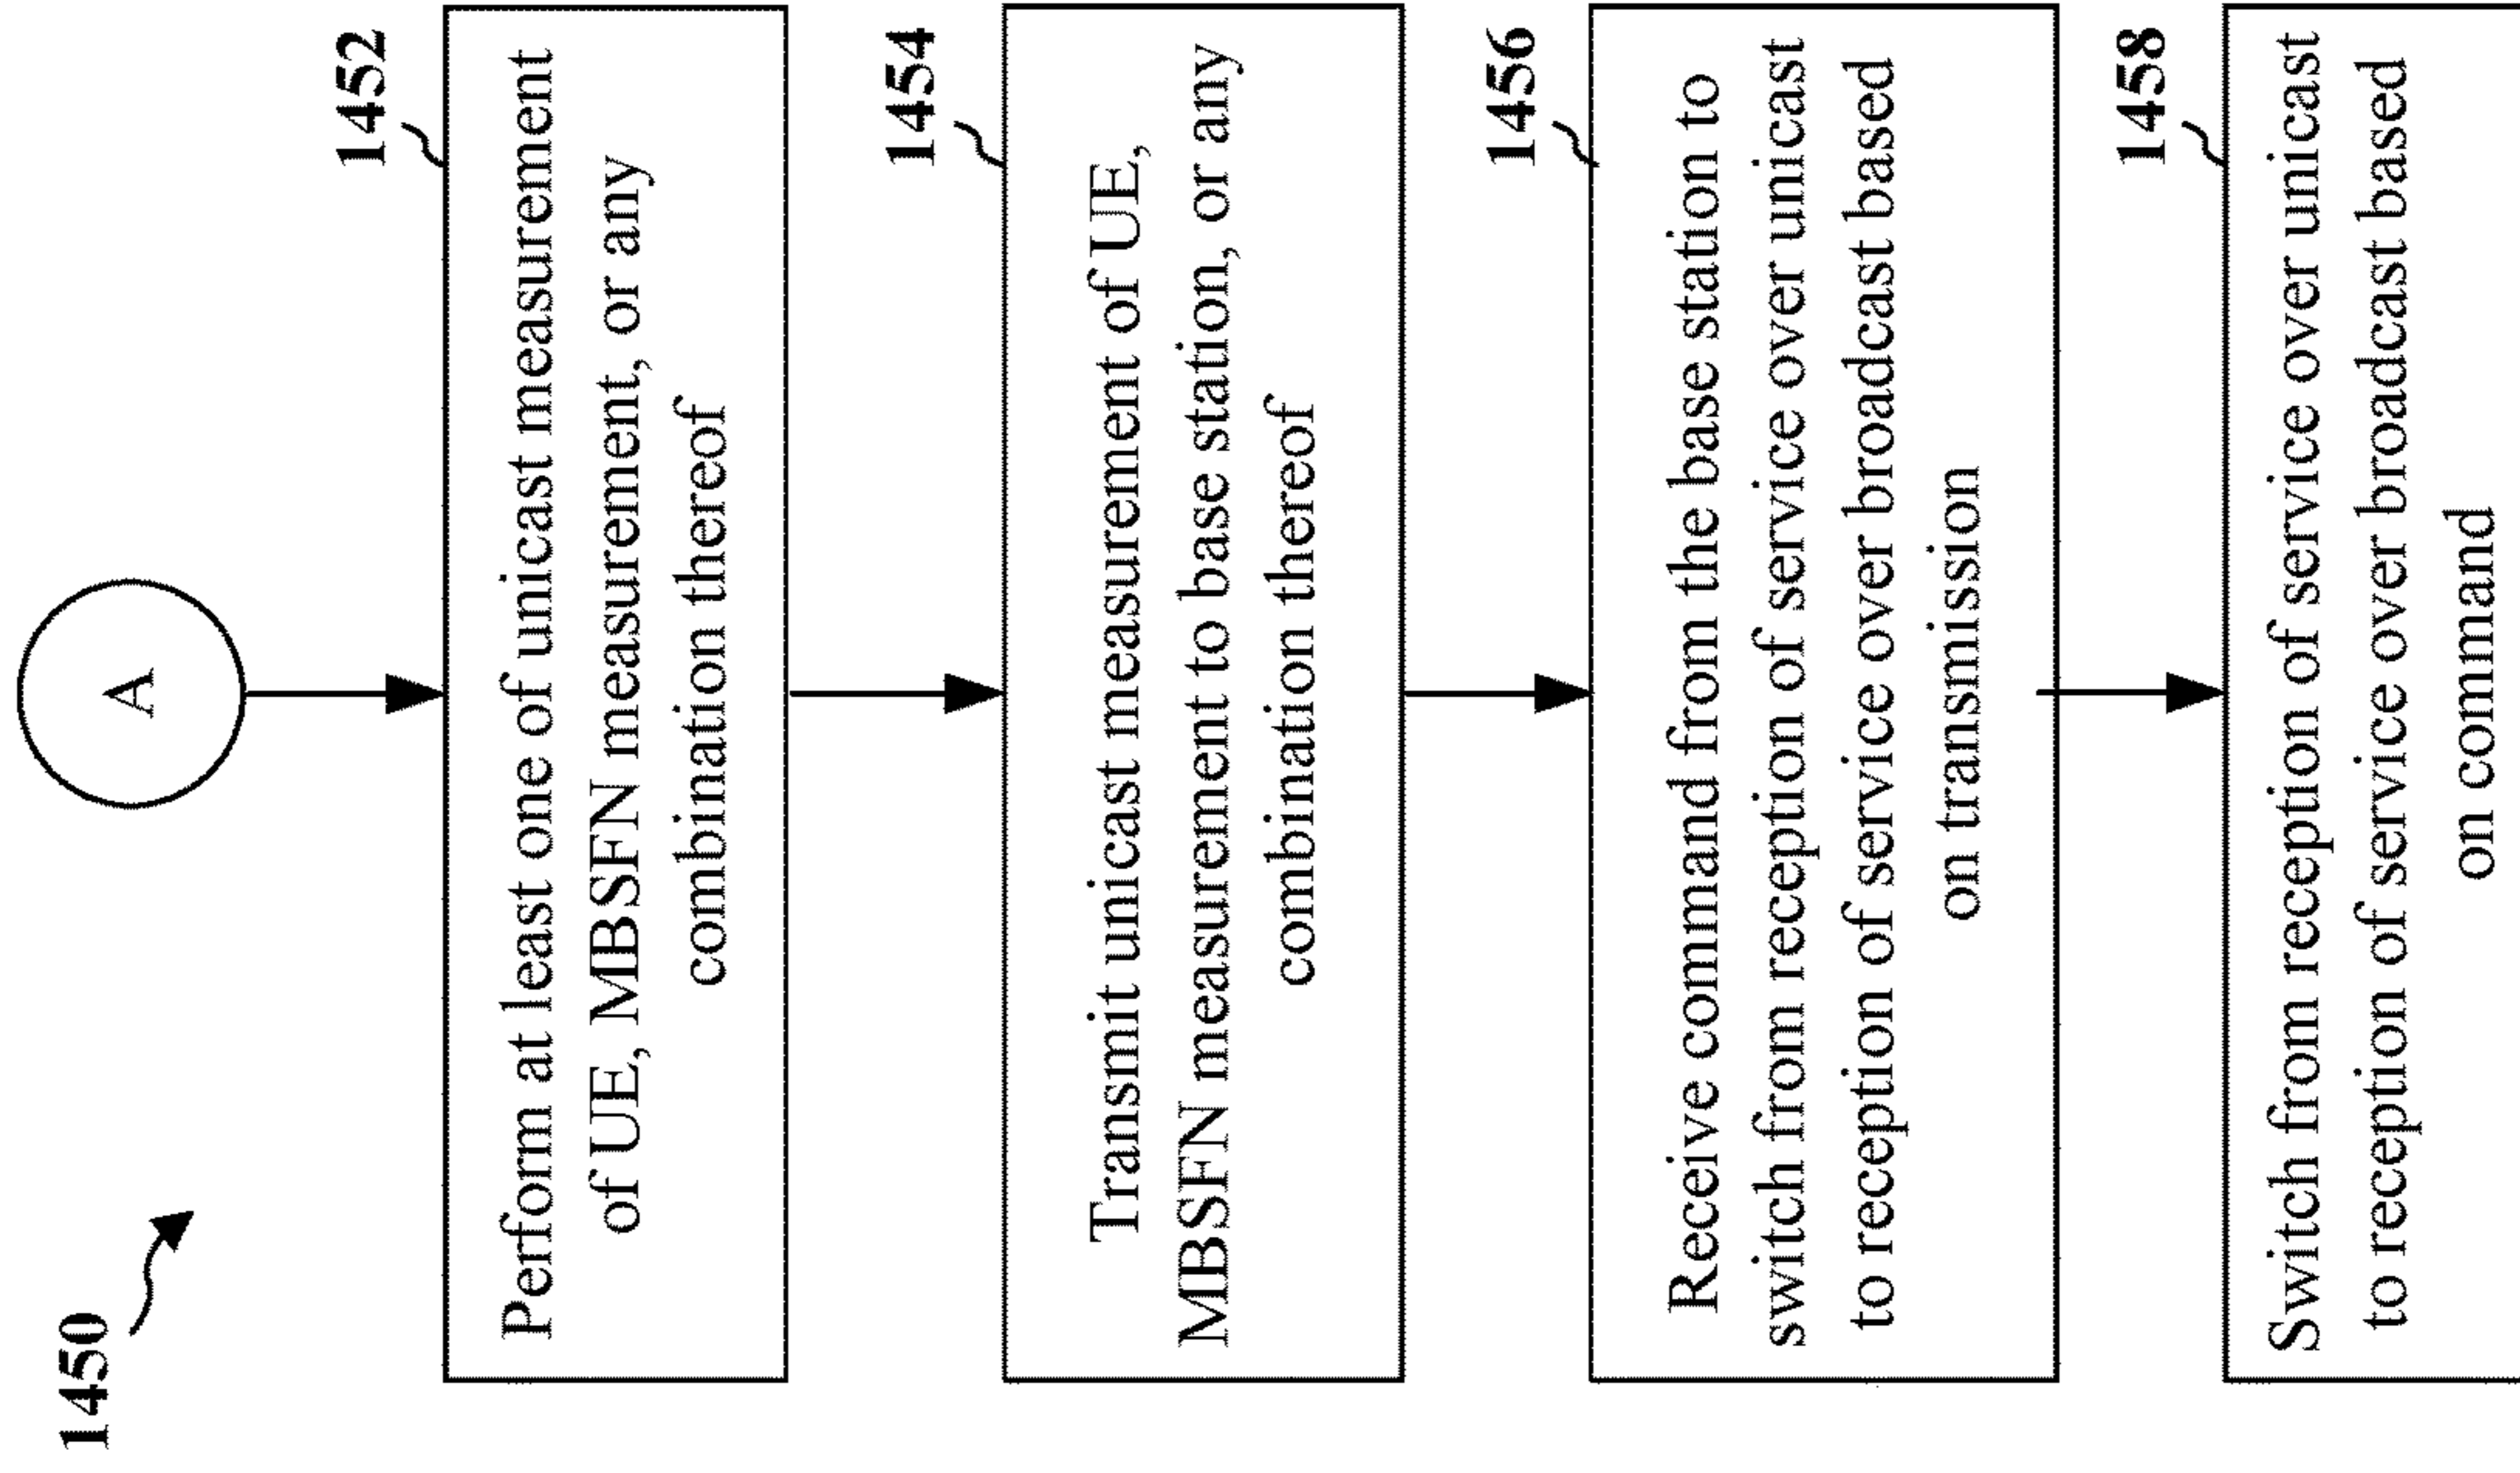 1450
A
1452
Perform at least one of unicast measurement
of UE, MBSFN measurement, or any
combination thereof
1454
Transmit unicast measurement of UE,
MBSFN measurement to base station, or any
combination thereof
1456
Receive command from the base station to
switch from reception of service over unicast
to reception of service over broadcast based
on transmission
1458
Switch from reception of service over unicast
to reception of service over broadcast based
on command